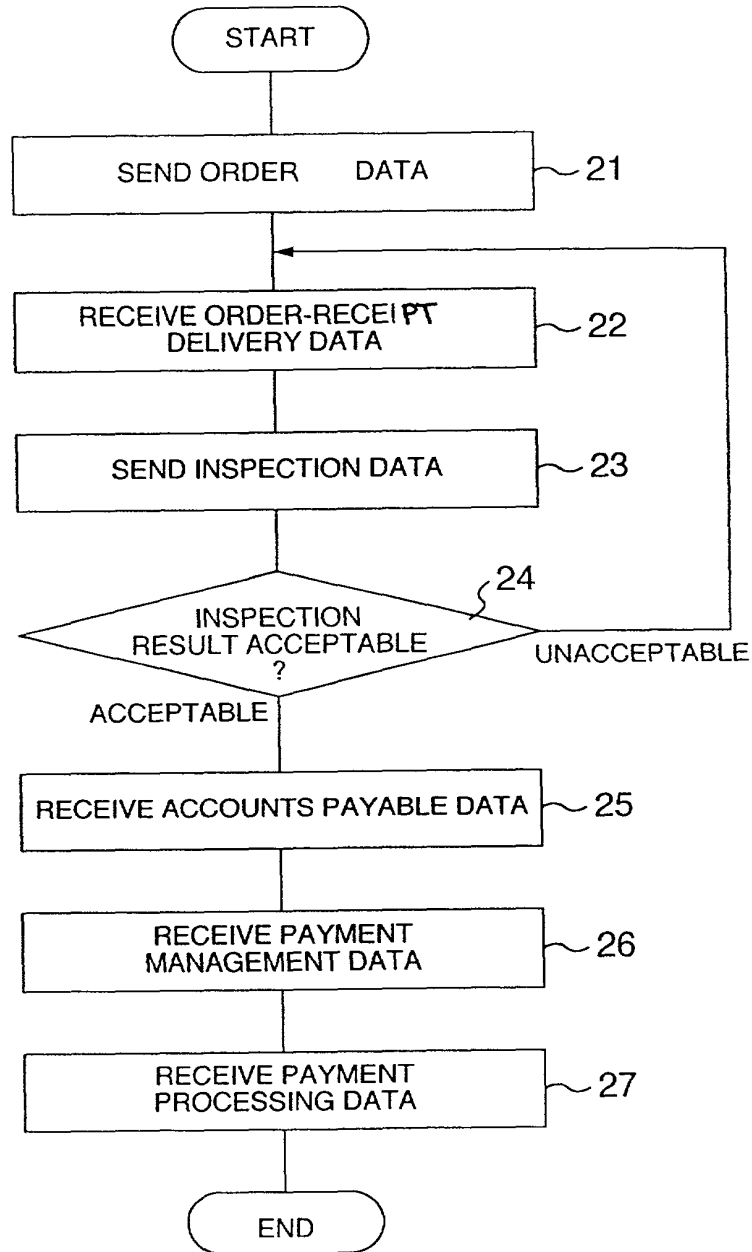 START
SEND ORDER DATA
21
RECEIVE ORDER-RECEIPT
DELIVERY DATA
22
SEND INSPECTION DATA
23
24
INSPECTION
RESULT ACCEPTABLE
?
UNACCEPTABLE
ACCEPTABLE
RECEIVE ACCOUNTS PAYABLE DATA
25
RECEIVE PAYMENT
MANAGEMENT DATA
26
RECEIVE PAYMENT
PROCESSING DATA
27
END